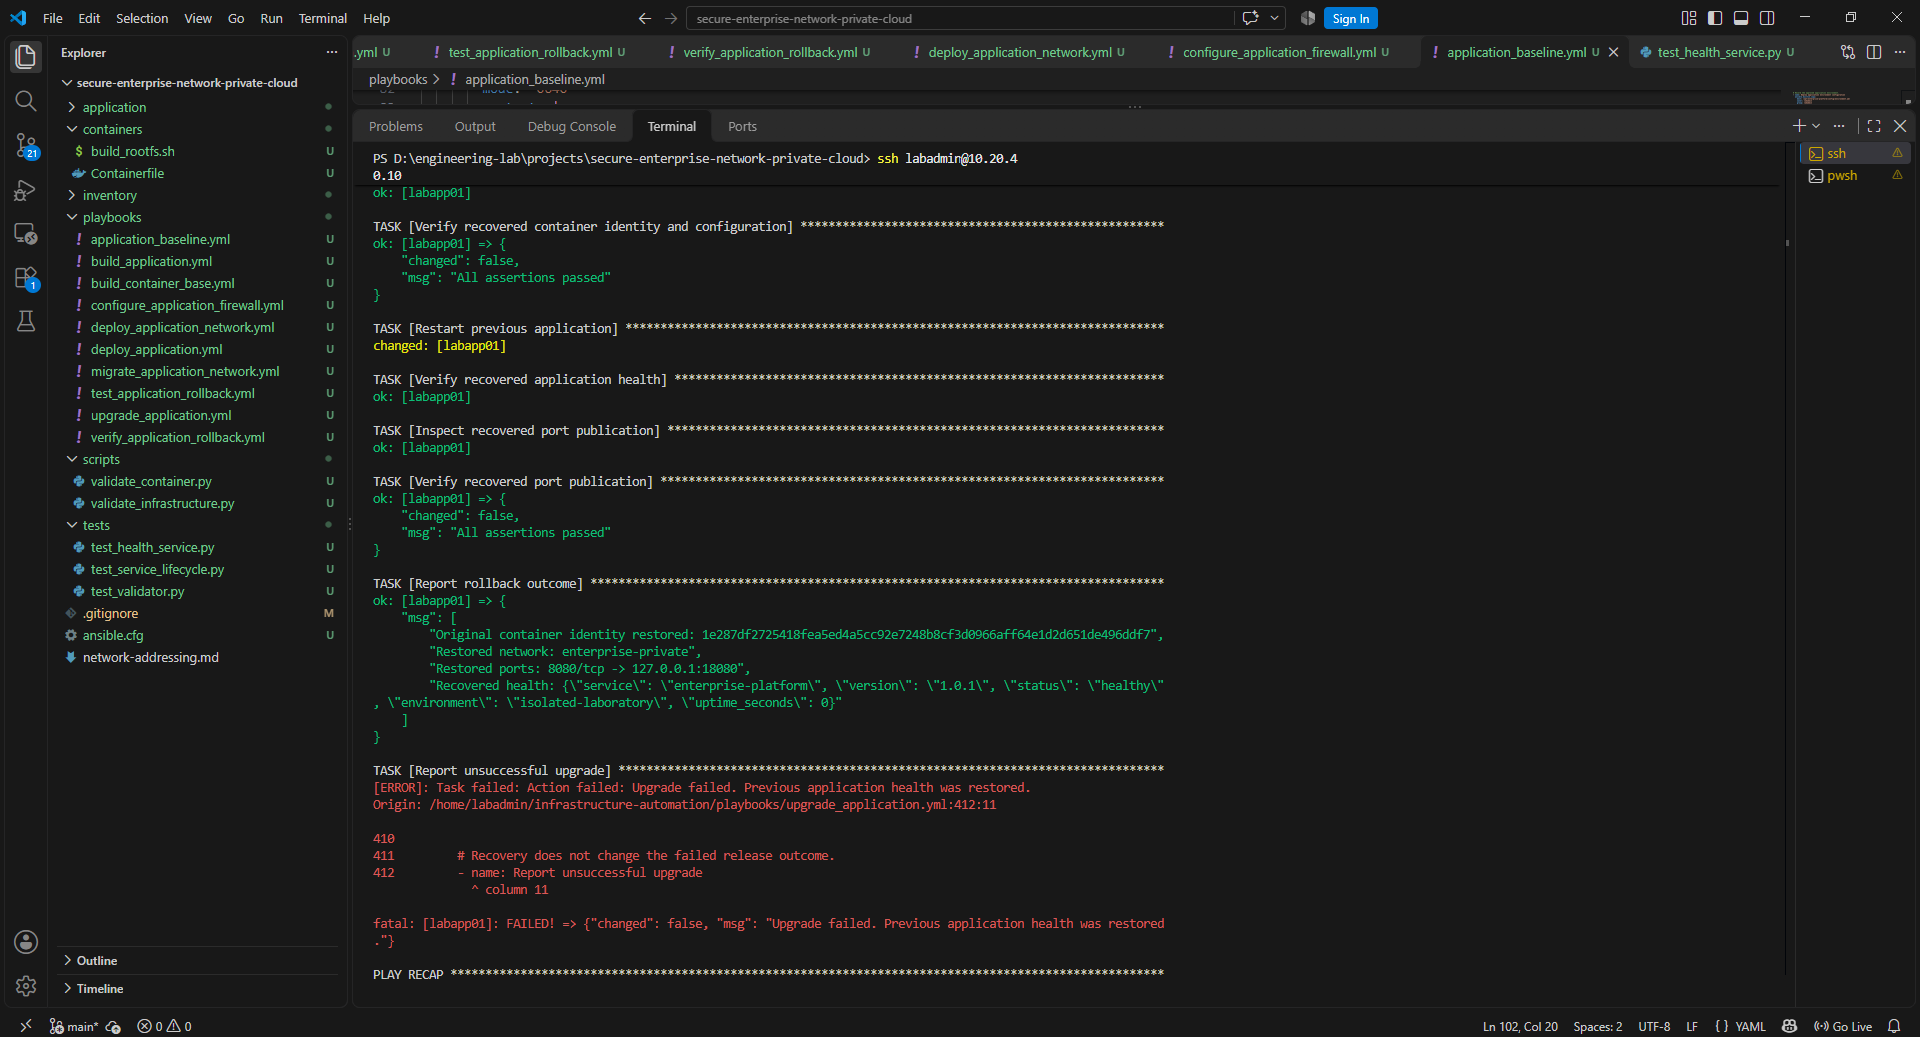 File Edit Selection View Go Run Terminal Help
secure-enterprise-network-private-cloud
Sign In
Explorer
secure-enterprise-network-private-cloud
application
containers
21
$ build_rootfs.sh U
Containerfile U
inventory
playbooks
! application_baseline.yml U
! build_application.yml U
1
! build_container_base.yml U
! configure_application_firewall.yml U
! deploy_application_network.yml U
! deploy_application.yml U
! migrate_application_network.yml U
! test_application_rollback.yml U
! upgrade_application.yml U
! verify_application_rollback.yml U
scripts
validate_container.py U
validate_infrastructure.py U
tests
test_health_service.py U
test_service_lifecycle.py U
test_validator.py U
.gitignore M
ansible.cfg U
network-addressing.md
Outline
Timeline
.yml U ! test_application_rollback.yml U ! verify_application_rollback.yml U ! deploy_application_network.yml U ! configure_application_firewall.yml U ! application_baseline.yml U test_health_service.py U
playbooks > ! application_baseline.yml
Problems Output Debug Console Terminal Ports
ssh
pwsh
PS D:\engineering-lab\projects\secure-enterprise-network-private-cloud> ssh labadmin@10.20.4
0.10
ok: [labapp01]
TASK [Verify recovered container identity and configuration] ****************************************************
ok: [labapp01] => {
"changed": false,
"msg": "All assertions passed"
}
TASK [Restart previous application] *****************************************************************************
changed: [labapp01]
TASK [Verify recovered application health] **********************************************************************
ok: [labapp01]
TASK [Inspect recovered port publication] ***********************************************************************
ok: [labapp01]
TASK [Verify recovered port publication] ************************************************************************
ok: [labapp01] => {
"changed": false,
"msg": "All assertions passed"
}
TASK [Report rollback outcome] **********************************************************************************
ok: [labapp01] => {
"msg": [
"Original container identity restored: 1e287df2725418fea5ed4a5cc92e7248b8cf3d0966aff64e1d2d651de496ddf7",
"Restored network: enterprise-private",
"Restored ports: 8080/tcp -> 127.0.0.1:18080",
"Recovered health: {\"service\": \"enterprise-platform\", \"version\": \"1.0.1\", \"status\": \"healthy\"
, \"environment\": \"isolated-laboratory\", \"uptime_seconds\": 0}"
]
}
TASK [Report unsuccessful upgrade] ******************************************************************************
[ERROR]: Task failed: Action failed: Upgrade failed. Previous application health was restored.
Origin: /home/labadmin/infrastructure-automation/playbooks/upgrade_application.yml:412:11
410
411 # Recovery does not change the failed release outcome.
412 - name: Report unsuccessful upgrade
^ column 11
fatal: [labapp01]: FAILED! => {"changed": false, "msg": "Upgrade failed. Previous application health was restored
."}
PLAY RECAP ******************************************************************************************************
main* 0 0 Ln 102, Col 20 Spaces: 2 UTF-8 LF { } YAML Go Live